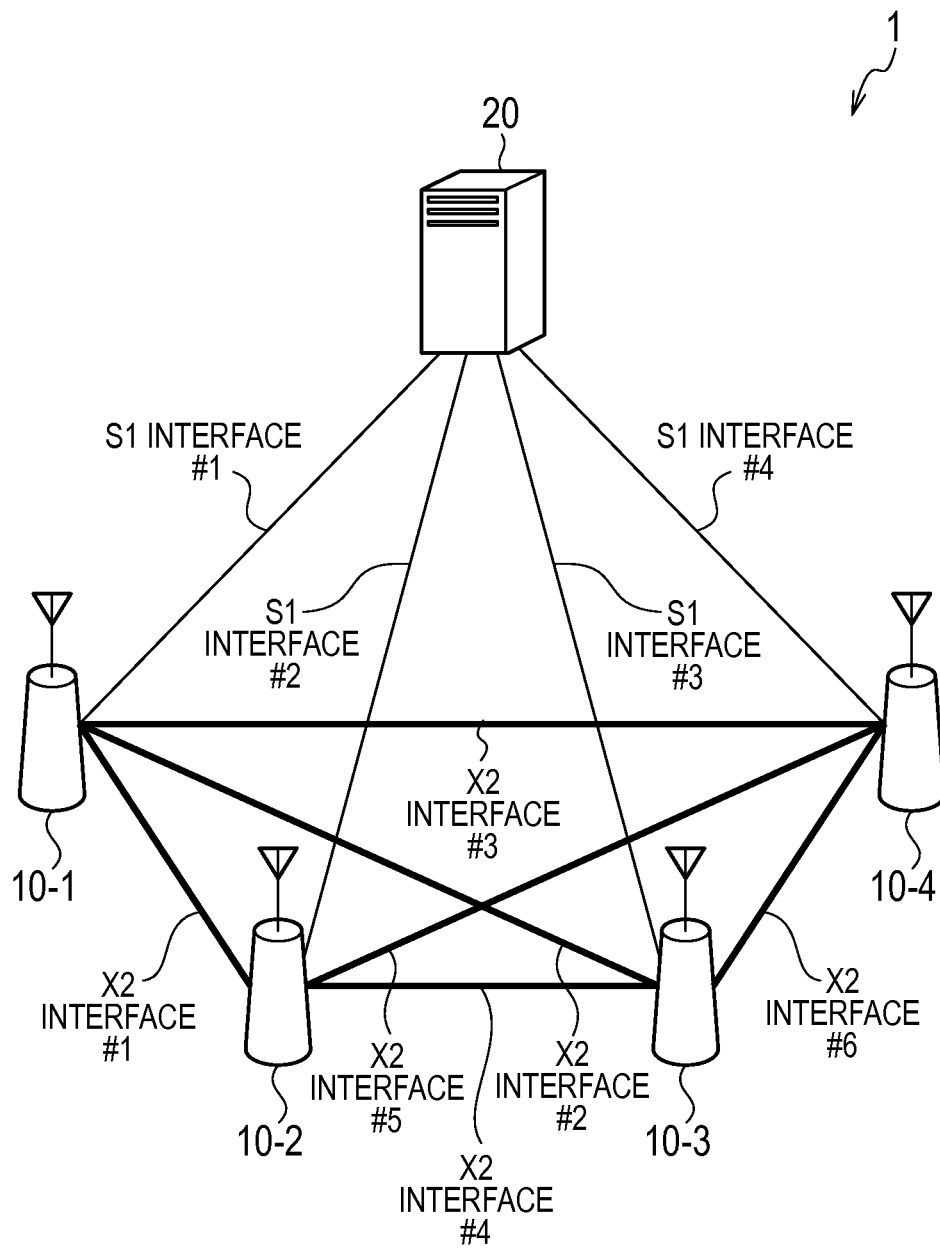 1
20
S1 INTERFACE
#1
S1 INTERFACE
#4
S1
INTERFACE
#2
S1
INTERFACE
#3
X2
INTERFACE
#3
10-1
10-4
X2
INTERFACE
#1
X2
INTERFACE
#6
10-2
X2
INTERFACE
#5
X2
INTERFACE
#2
10-3
X2
INTERFACE
#4